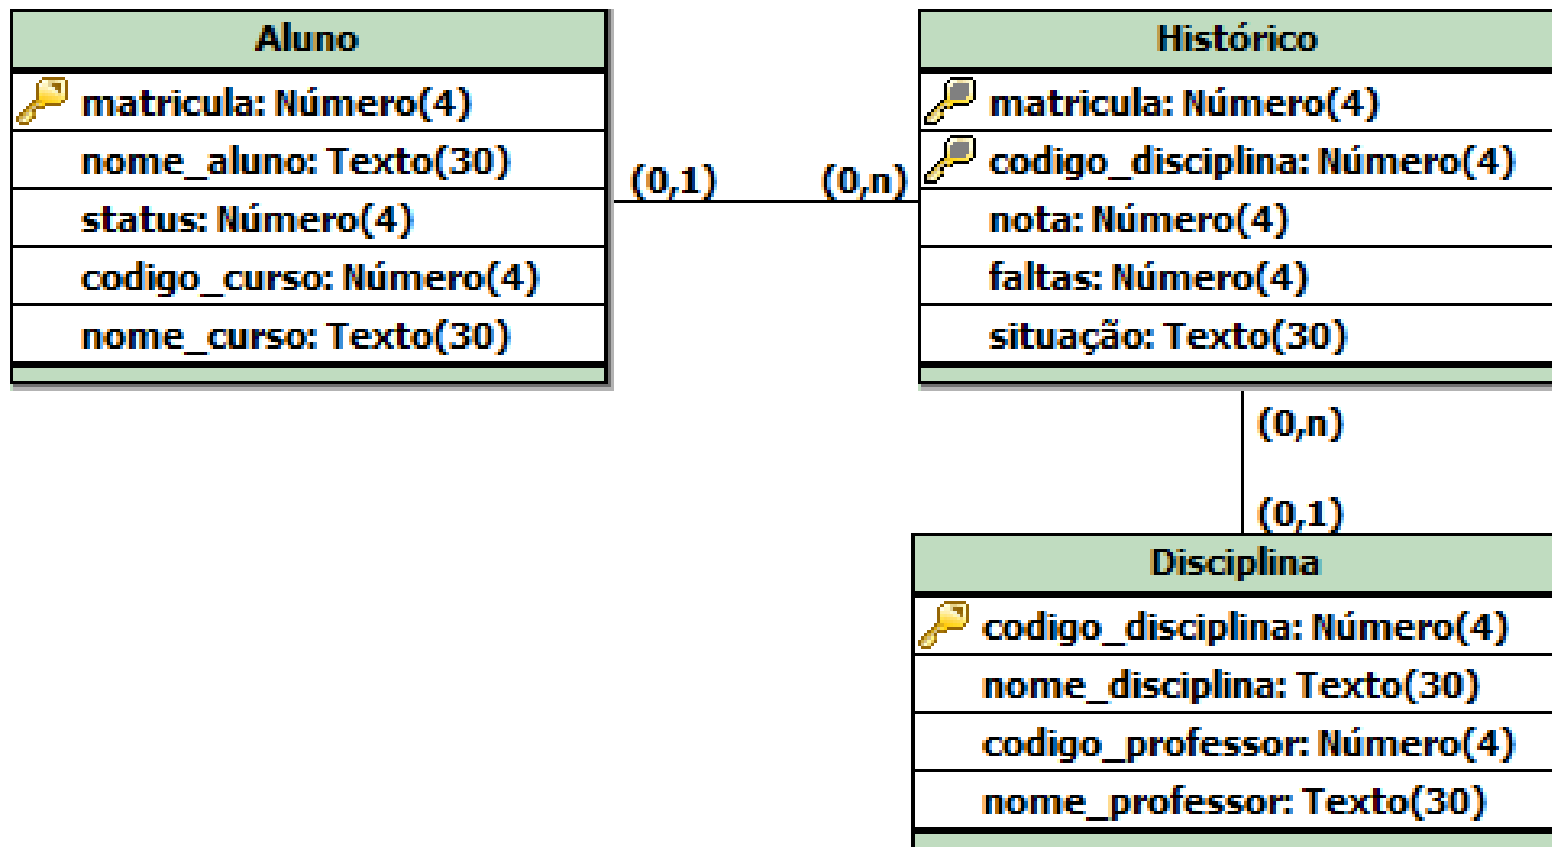 Aluno
matricula: Número(4)
nome_aluno: Texto(30)
status: Número(4)
codigo_curso: Número(4)
nome_curso: Texto(30)
(0,1)
(0,n)
Histórico
matricula: Número(4)
codigo_disciplina: Número(4)
nota: Número(4)
faltas: Número(4)
situação: Texto(30)
(0,n)
(0,1)
Disciplina
codigo_disciplina: Número(4)
nome_disciplina: Texto(30)
codigo_professor: Número(4)
nome_professor: Texto(30)